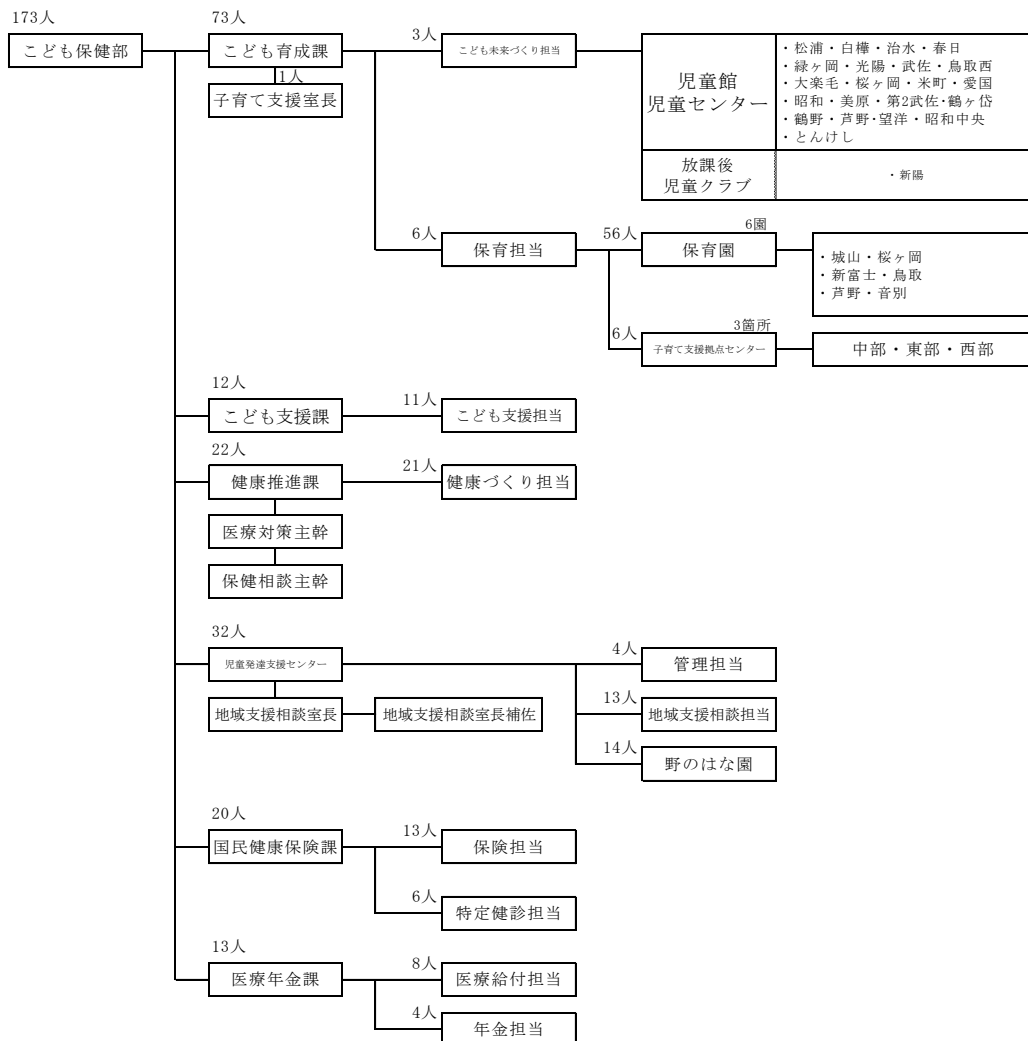 173人
こども保健部
73人
こども育成課
1人
子育て支援室長
3人
こども未来づくり担当
児童館
児童センター
・松浦・白樺・治水・春日
・緑ヶ岡・光陽・武佐・鳥取西
・大楽毛・桜ヶ岡・米町・愛国
・昭和・美原・第2武佐・鶴ヶ岱
・鶴野・芦野・望洋・昭和中央
・とんけし
放課後
児童クラブ
・新陽
6人
保育担当
56人
6園
保育園
・城山・桜ヶ岡
・新富士・鳥取
・芦野・音別
6人
3箇所
子育て支援拠点センター
中部・東部・西部
12人
こども支援課
11人
こども支援担当
22人
健康推進課
21人
健康づくり担当
医療対策主幹
保健相談主幹
32人
児童発達支援センター
4人
管理担当
地域支援相談室長
地域支援相談室長補佐
13人
地域支援相談担当
14人
野のはな園
20人
国民健康保険課
13人
保険担当
6人
特定健診担当
13人
医療年金課
8人
医療給付担当
4人
年金担当